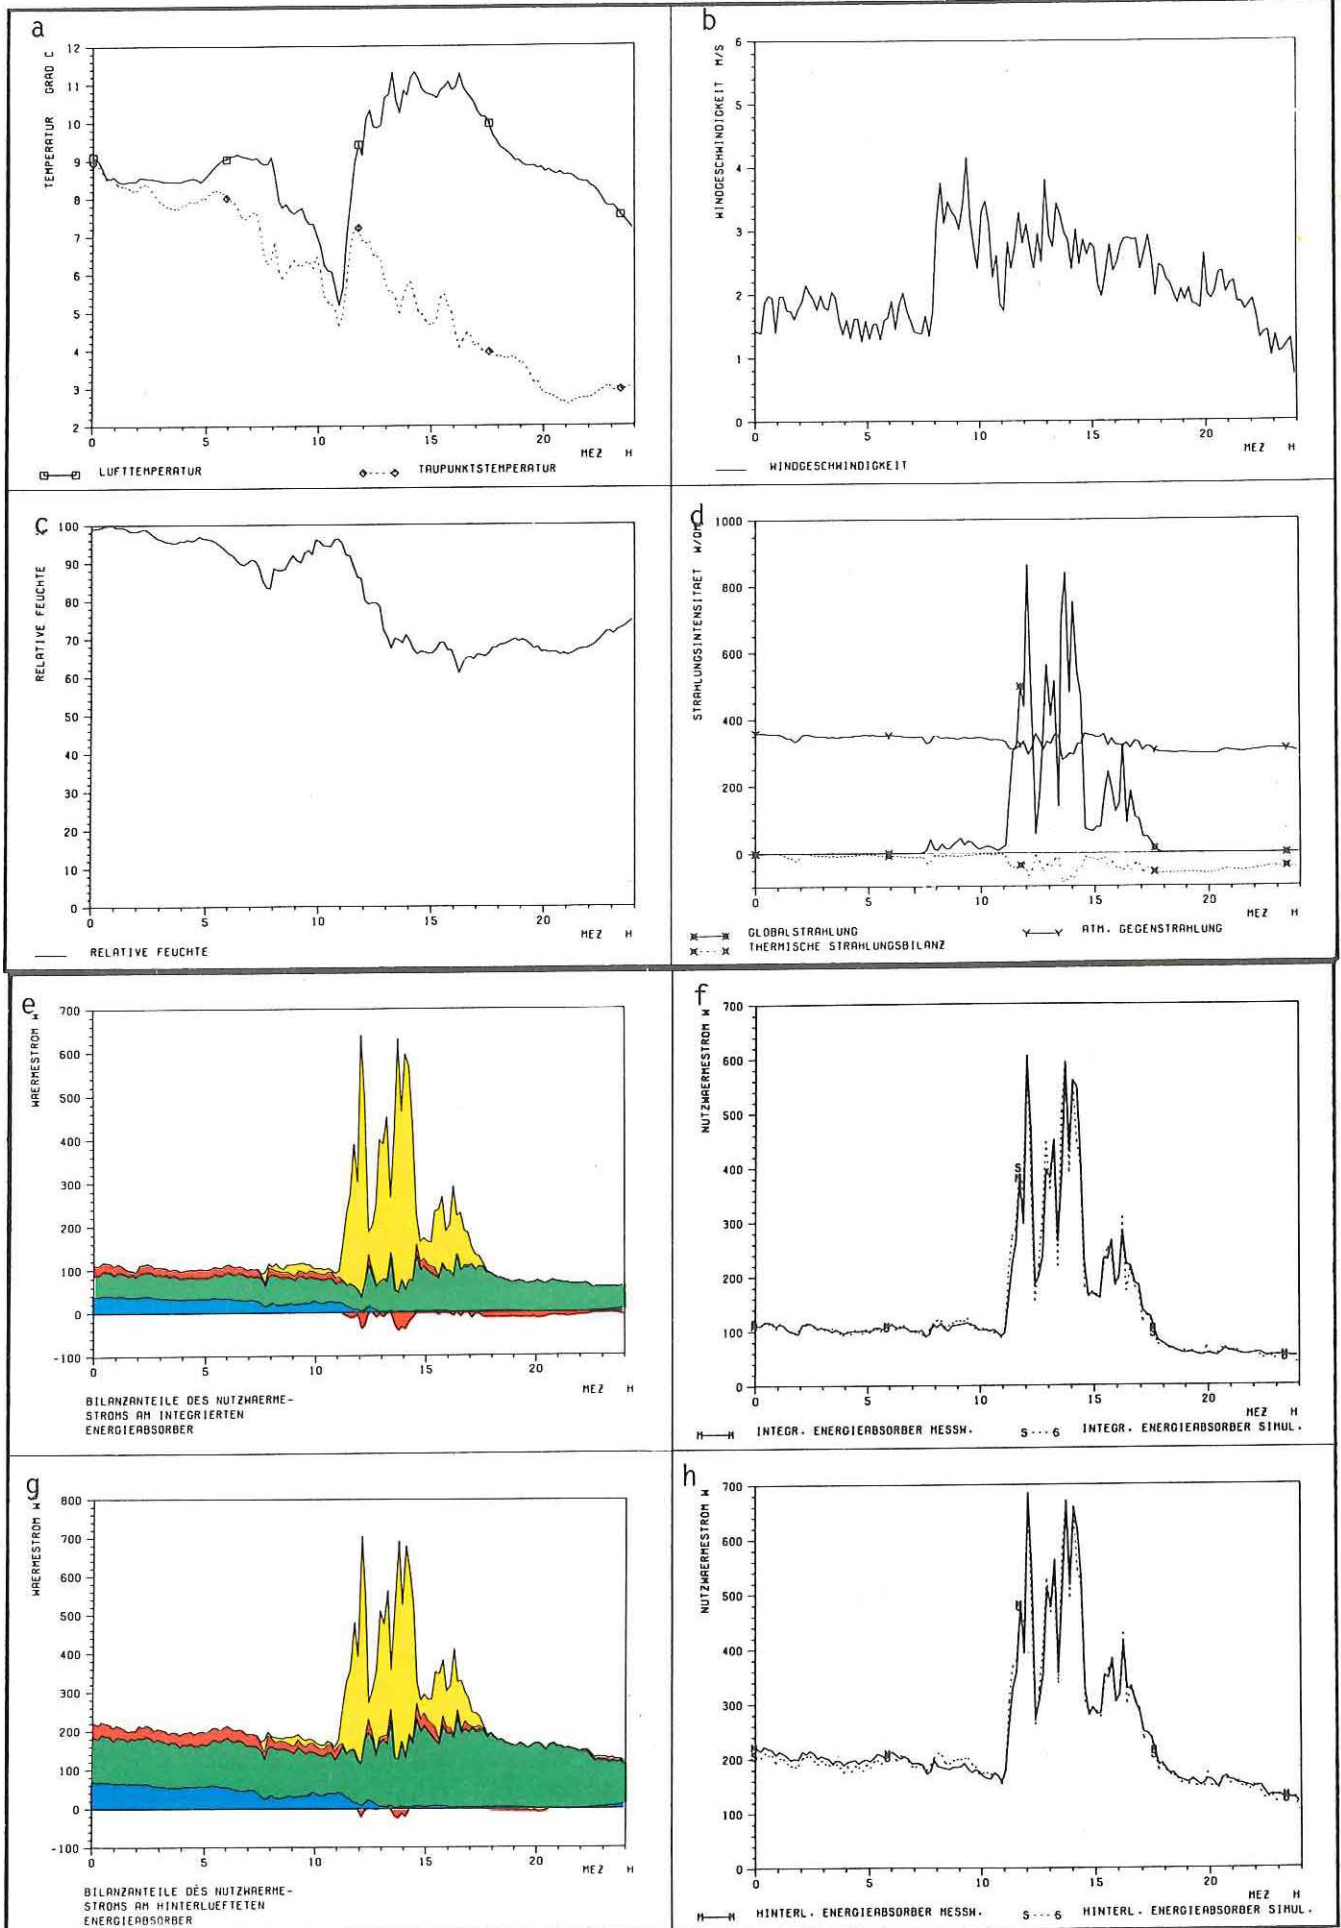 a
TEMPERATUR GRAD C
12
11
10
9
8
7
6
5
4
3
2
0 5 10 15 20
MEZ H
LUFTTEMPERATUR TAUPUNKTSTEMPERATUR
b
WINDGESCHWINDIGKEIT M/S
6
5
4
3
2
1
0
0 5 10 15 20
MEZ H
WINDGESCHWINDIGKEIT
c
RELATIVE FEUCHTE
100
90
80
70
60
50
40
30
20
10
0
0 5 10 15 20
MEZ H
RELATIVE FEUCHTE
d
STRAHLUNGSINTENSITAET W/QM
1000
800
600
400
200
0
0 5 10 15 20
MEZ H
GLOBALSTRAHLUNG ATM. GEGENSTRAHLUNG
THERMISCHE STRAHLUNGSBILANZ
e
WAERMESTROM W
700
600
500
400
300
200
100
0
-100
0 5 10 15 20
MEZ H
BILANZANTEILE DES NUTZWAERME-
STROMS AM INTEGRIERTEN
ENERGIEABSORBER
f
NUTZWAERMESTROM W
700
600
500
400
300
200
100
0
0 5 10 15 20
MEZ H
M M INTEGR. ENERGIEABSORBER MESSW. S 6 INTEGR. ENERGIEABSORBER SIMUL.
g
WAERMESTROM W
800
700
600
500
400
300
200
100
0
-100
0 5 10 15 20
MEZ H
BILANZANTEILE DES NUTZWAERME-
STROMS AM HINTERLUEFTETEN
ENERGIEABSORBER
h
NUTZWAERMESTROM W
700
600
500
400
300
200
100
0
0 5 10 15 20
MEZ H
M M HINTERL. ENERGIEABSORBER MESSW. S 6 HINTERL. ENERGIEABSORBER SIMUL.